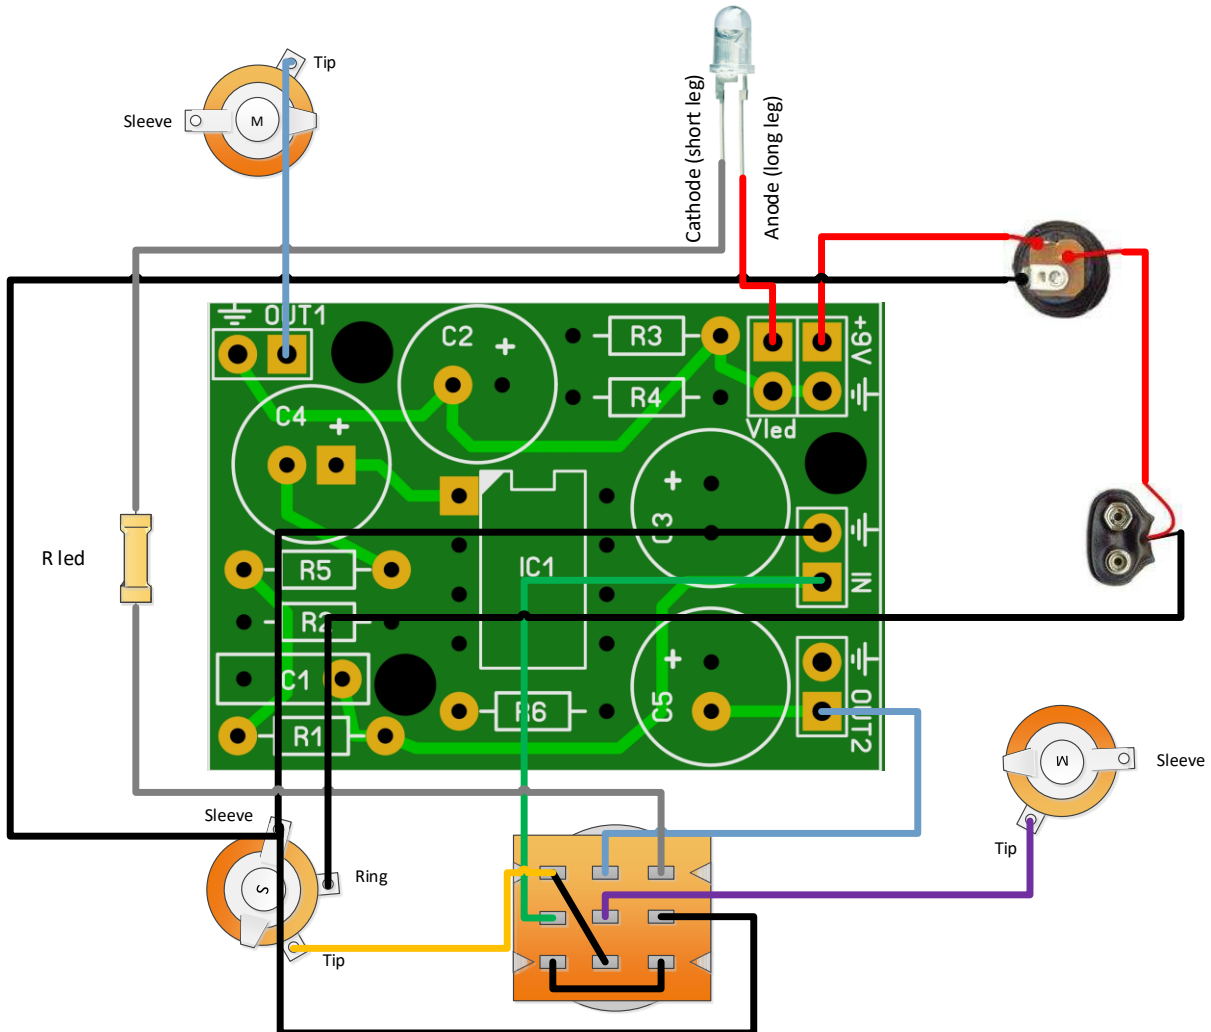 Tip
Sleeve
M
Cathode (short leg)
Anode (long leg)
OUT1
C2
+
R3
+9V
R4
Vled
C4
+
+
C3
R led
R5
IC1
IN
R2
+
C1
C5
OUT2
R6
R1
M
Sleeve
Sleeve
Tip
S
Ring
Tip